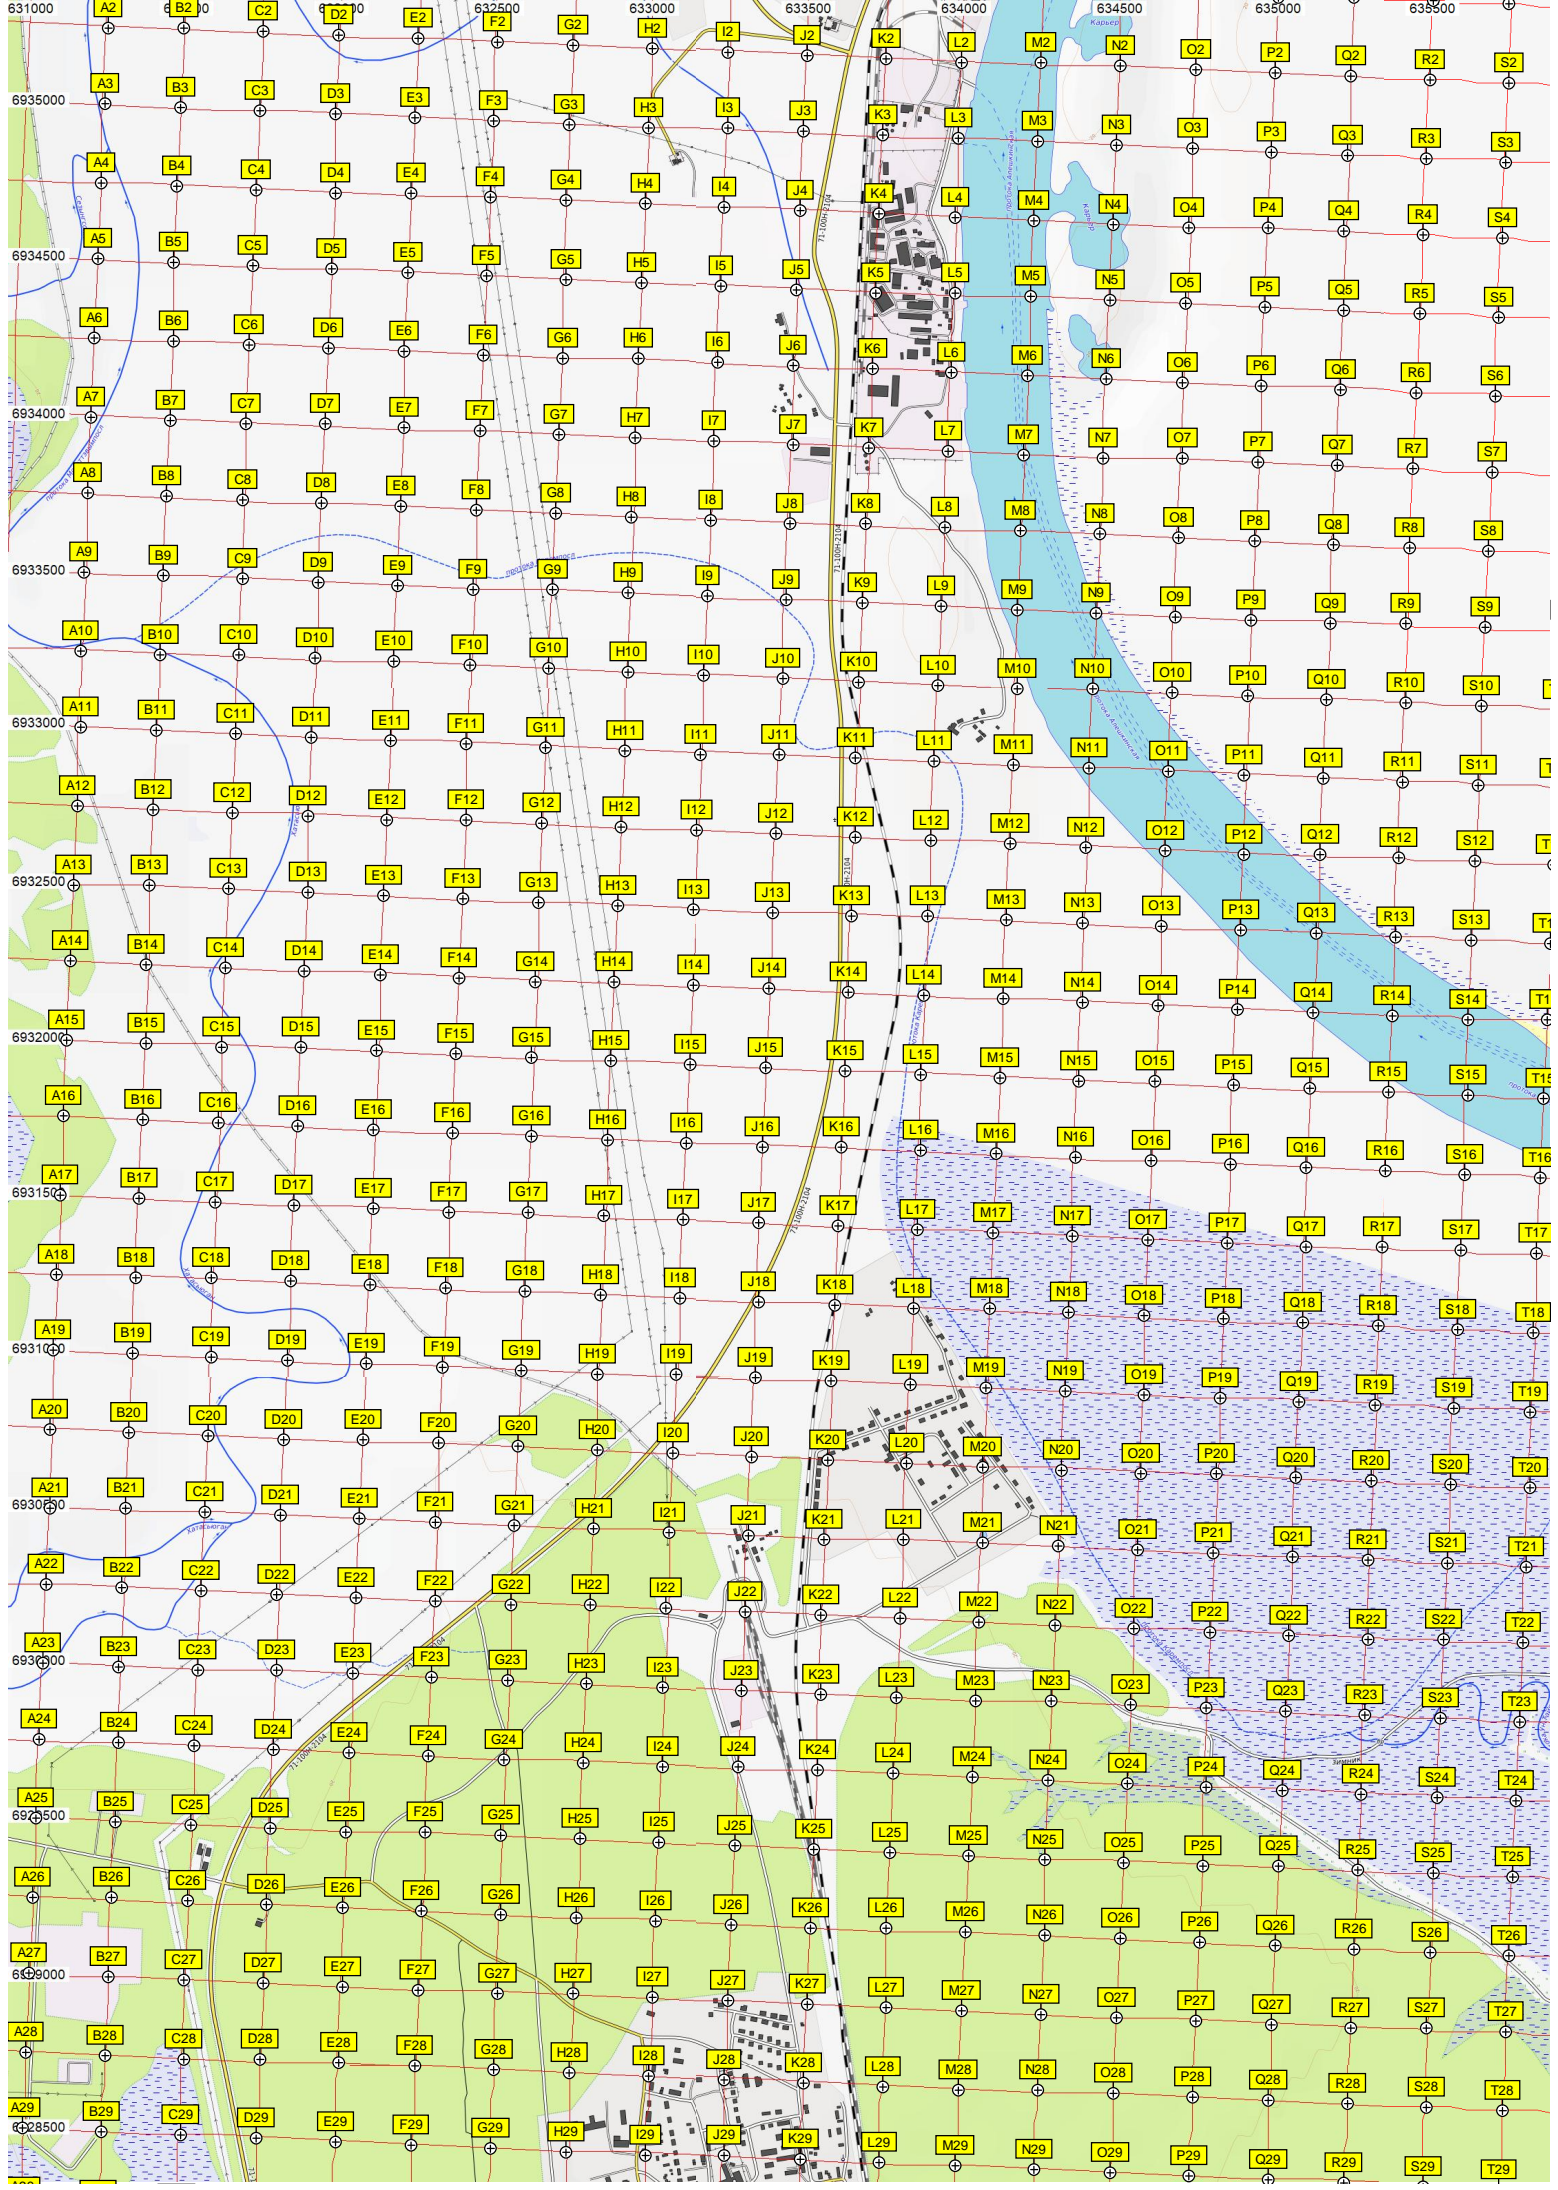 631000 632500 633000 633500 634000 634500 635000 635500
A2 B2 C2 D2 E2 F2 G2 H2 I2 J2 K2 L2 M2 N2 O2 P2 Q2 R2 S2
Карьер
6935000
A3 B3 C3 D3 E3 F3 G3 H3 I3 J3 K3 L3 M3 N3 O3 P3 Q3 R3 S3
протока Алешкинская
A4 B4 C4 D4 E4 F4 G4 H4 I4 J4 K4 L4 M4 N4 O4 P4 Q4 R4 S4
71-100Н-2104
Карьер
6934500
A5 B5 C5 D5 E5 F5 G5 H5 I5 J5 K5 L5 M5 N5 O5 P5 Q5 R5 S5
A6 B6 C6 D6 E6 F6 G6 H6 I6 J6 K6 L6 M6 N6 O6 P6 Q6 R6 S6
6934000
A7 B7 C7 D7 E7 F7 G7 H7 I7 J7 K7 L7 M7 N7 O7 P7 Q7 R7 S7
A8 B8 C8 D8 E8 F8 G8 H8 I8 J8 K8 L8 M8 N8 O8 P8 Q8 R8 S8
71-100Н-2104
6933500
A9 B9 C9 D9 E9 F9 G9 H9 I9 J9 K9 L9 M9 N9 O9 P9 Q9 R9 S9
A10 B10 C10 D10 E10 F10 G10 H10 I10 J10 K10 L10 M10 N10 O10 P10 Q10 R10 S10
протока Алешкинская
6933000
A11 B11 C11 D11 E11 F11 G11 H11 I11 J11 K11 L11 M11 N11 O11 P11 Q11 R11 S11
A12 B12 C12 D12 E12 F12 G12 H12 I12 J12 K12 L12 M12 N12 O12 P12 Q12 R12 S12
6932500
A13 B13 C13 D13 E13 F13 G13 H13 I13 J13 K13 L13 M13 N13 O13 P13 Q13 R13 S13
A14 B14 C14 D14 E14 F14 G14 H14 I14 J14 K14 L14 M14 N14 O14 P14 Q14 R14 S14
6932000
A15 B15 C15 D15 E15 F15 G15 H15 I15 J15 K15 L15 M15 N15 O15 P15 Q15 R15 S15 T15
протока
A16 B16 C16 D16 E16 F16 G16 H16 I16 J16 K16 L16 M16 N16 O16 P16 Q16 R16 S16 T16
6931500
A17 B17 C17 D17 E17 F17 G17 H17 I17 J17 K17 L17 M17 N17 O17 P17 Q17 R17 S17 T17
71-100Н-2104
A18 B18 C18 D18 E18 F18 G18 H18 I18 J18 K18 L18 M18 N18 O18 P18 Q18 R18 S18 T18
Хатасьюган
6931000
A19 B19 C19 D19 E19 F19 G19 H19 I19 J19 K19 L19 M19 N19 O19 P19 Q19 R19 S19 T19
A20 B20 C20 D20 E20 F20 G20 H20 I20 J20 K20 L20 M20 N20 O20 P20 Q20 R20 S20 T20
6930500
A21 B21 C21 D21 E21 F21 G21 H21 I21 J21 K21 L21 M21 N21 O21 P21 Q21 R21 S21 T21
Хатасьюган
A22 B22 C22 D22 E22 F22 G22 H22 I22 J22 K22 L22 M22 N22 O22 P22 Q22 R22 S22 T22
6930000
A23 B23 C23 D23 E23 F23 G23 H23 I23 J23 K23 L23 M23 N23 O23 P23 Q23 R23 S23 T23
A24 B24 C24 D24 E24 F24 G24 H24 I24 J24 K24 L24 M24 N24 O24 P24 Q24 R24 S24 T24
71-100Н-2104
Зимник
6929500
A25 B25 C25 D25 E25 F25 G25 H25 I25 J25 K25 L25 M25 N25 O25 P25 Q25 R25 S25 T25
A26 B26 C26 D26 E26 F26 G26 H26 I26 J26 K26 L26 M26 N26 O26 P26 Q26 R26 S26 T26
6929000
A27 B27 C27 D27 E27 F27 G27 H27 I27 J27 K27 L27 M27 N27 O27 P27 Q27 R27 S27 T27
A28 B28 C28 D28 E28 F28 G28 H28 I28 J28 K28 L28 M28 N28 O28 P28 Q28 R28 S28 T28
6928500
A29 B29 C29 D29 E29 F29 G29 H29 I29 J29 K29 L29 M29 N29 O29 P29 Q29 R29 S29 T29